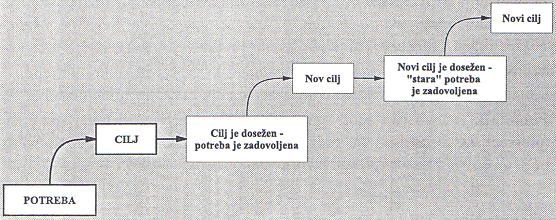 POTREBA
CILJ
Cilj je dosežen -
potreba je zadovoljena
Nov cilj
Novi cilj je dosežen -
"stara" potreba
je zadovoljena
Novi cilj